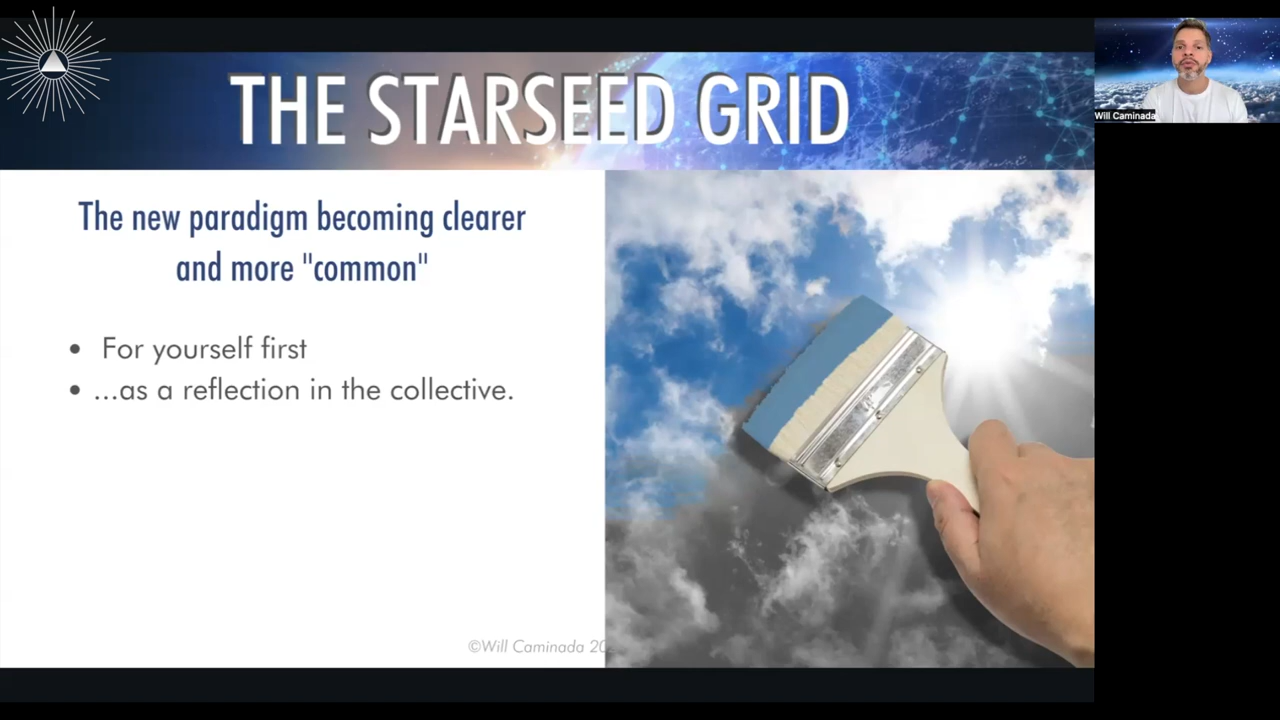 THE STARSEED GRID
Will Caminada
The new paradigm becoming clearer
and more "common"
• For yourself first
• ...as a reflection in the collective.
©Will Caminada